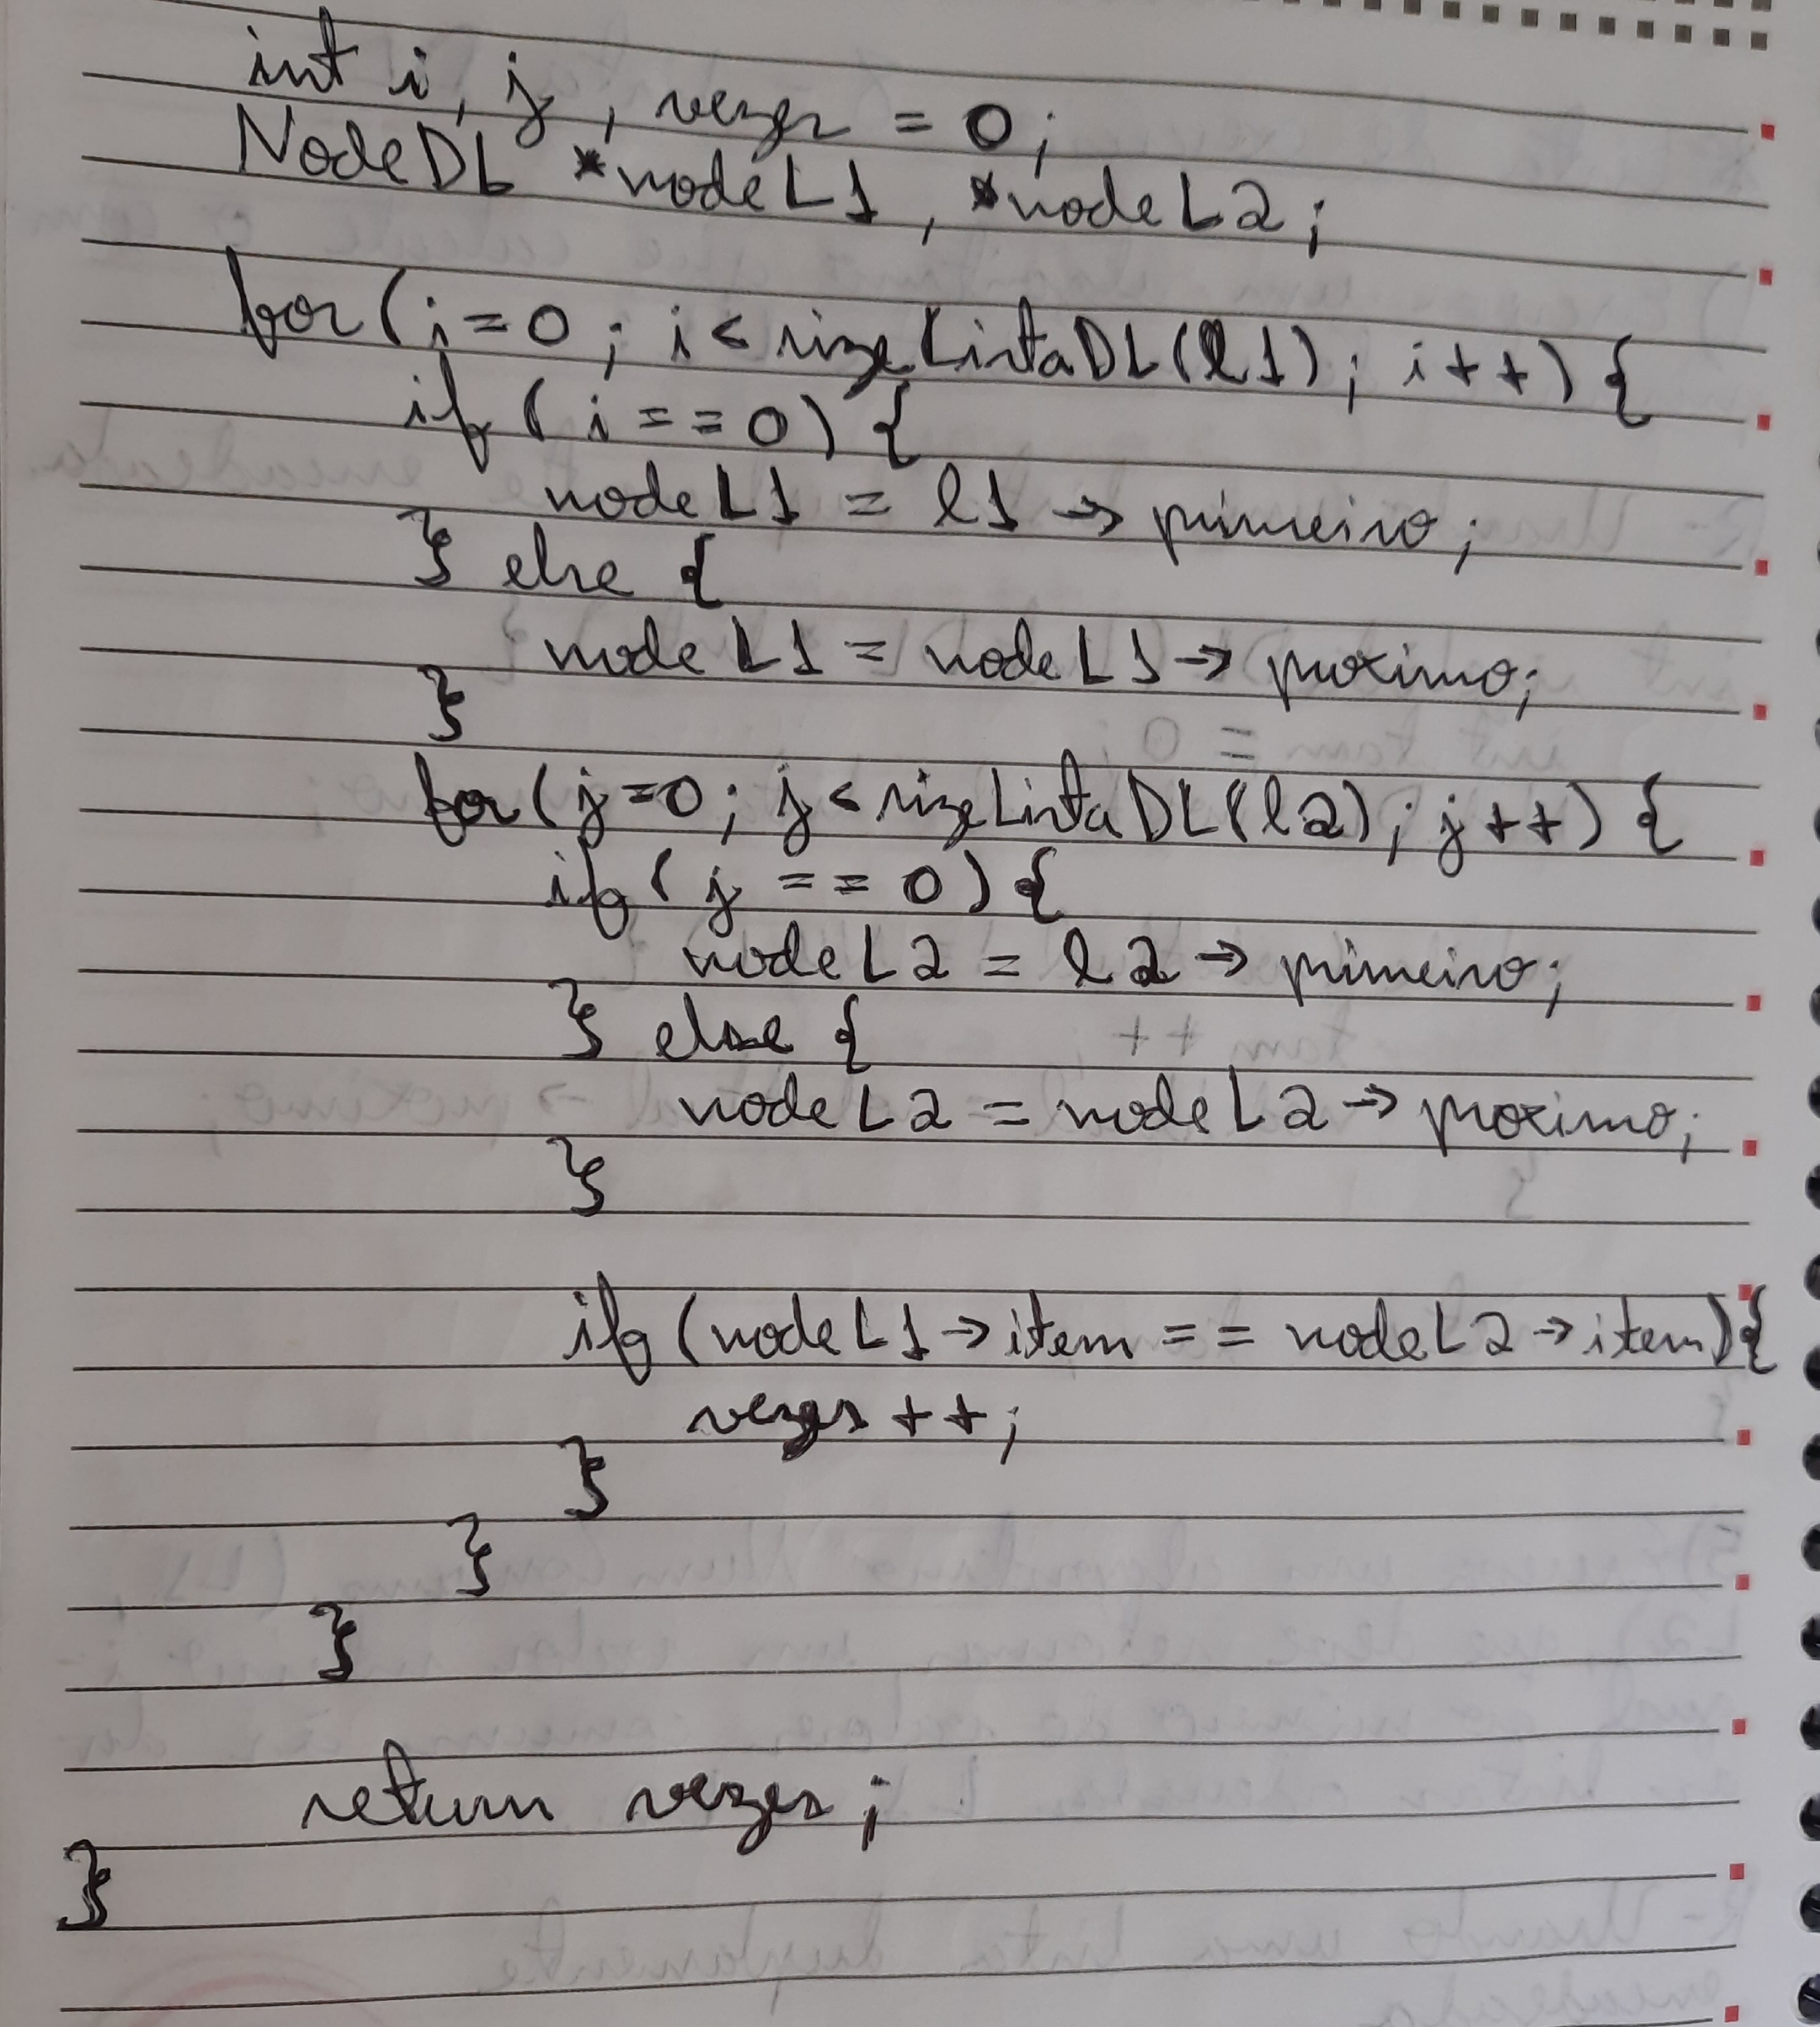 int i, j, vezes = 0;
NodeDL *nodeL1, *nodeL2;
for (i=0; i < sizeListaDL(l1); i++) {
if (i == 0) {
nodeL1 = l1 -> primeiro;
} else {
nodeL1 = nodeL1 -> proximo;
}
for (j=0; j < sizeListaDL(l2); j++) {
if (j == 0) {
nodeL2 = l2 -> primeiro;
} else {
nodeL2 = nodeL2 -> proximo;
}
if (nodeL1 -> item == nodeL2 -> item) {
vezes ++;
}
}
}
return vezes;
}